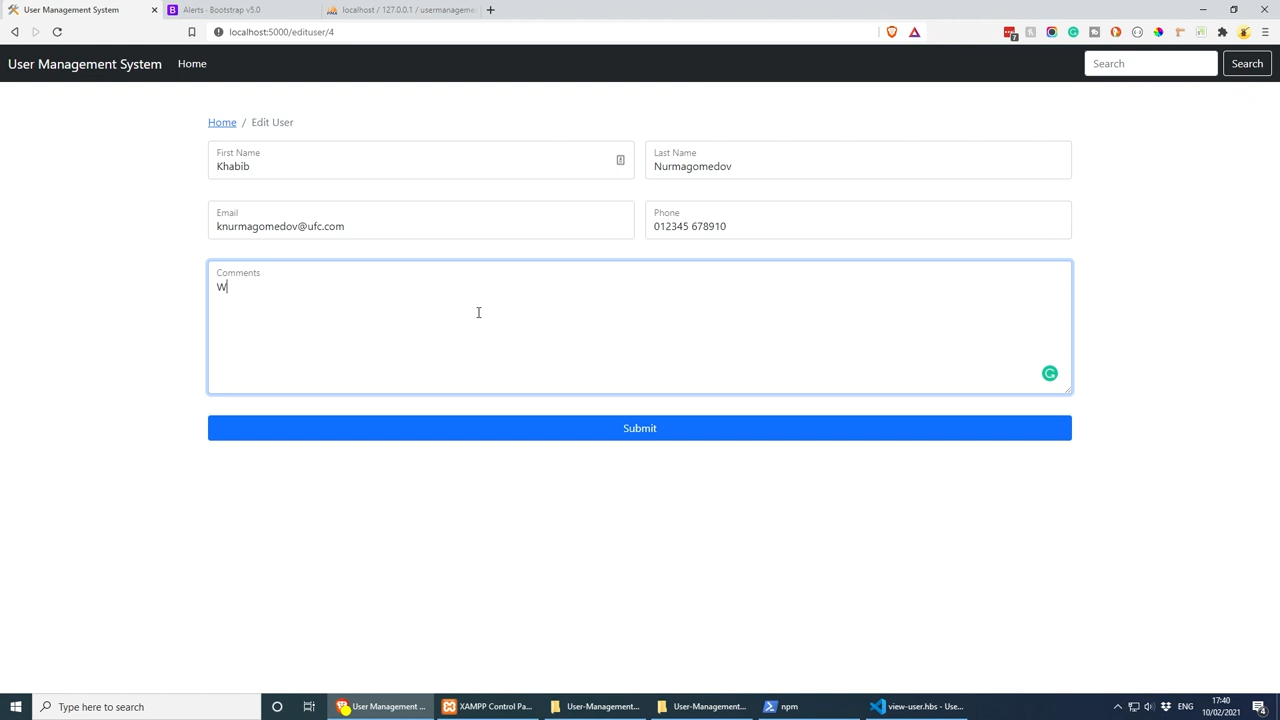 User Management System
Alerts · Bootstrap v5.0
localhost / 127.0.0.1 / usermanageme
localhost:5000/edituser/4
7
User Management System
Home
Search
Search
Home / Edit User
First Name
Khabib
Last Name
Nurmagomedov
Email
knurmagomedov@ufc.com
Phone
012345 678910
Comments
W
Submit
Type here to search
User Management ...
XAMPP Control Pa...
User-Management...
User-Management...
npm
view-user.hbs - Use...
ENG
17:40
10/02/2021
4